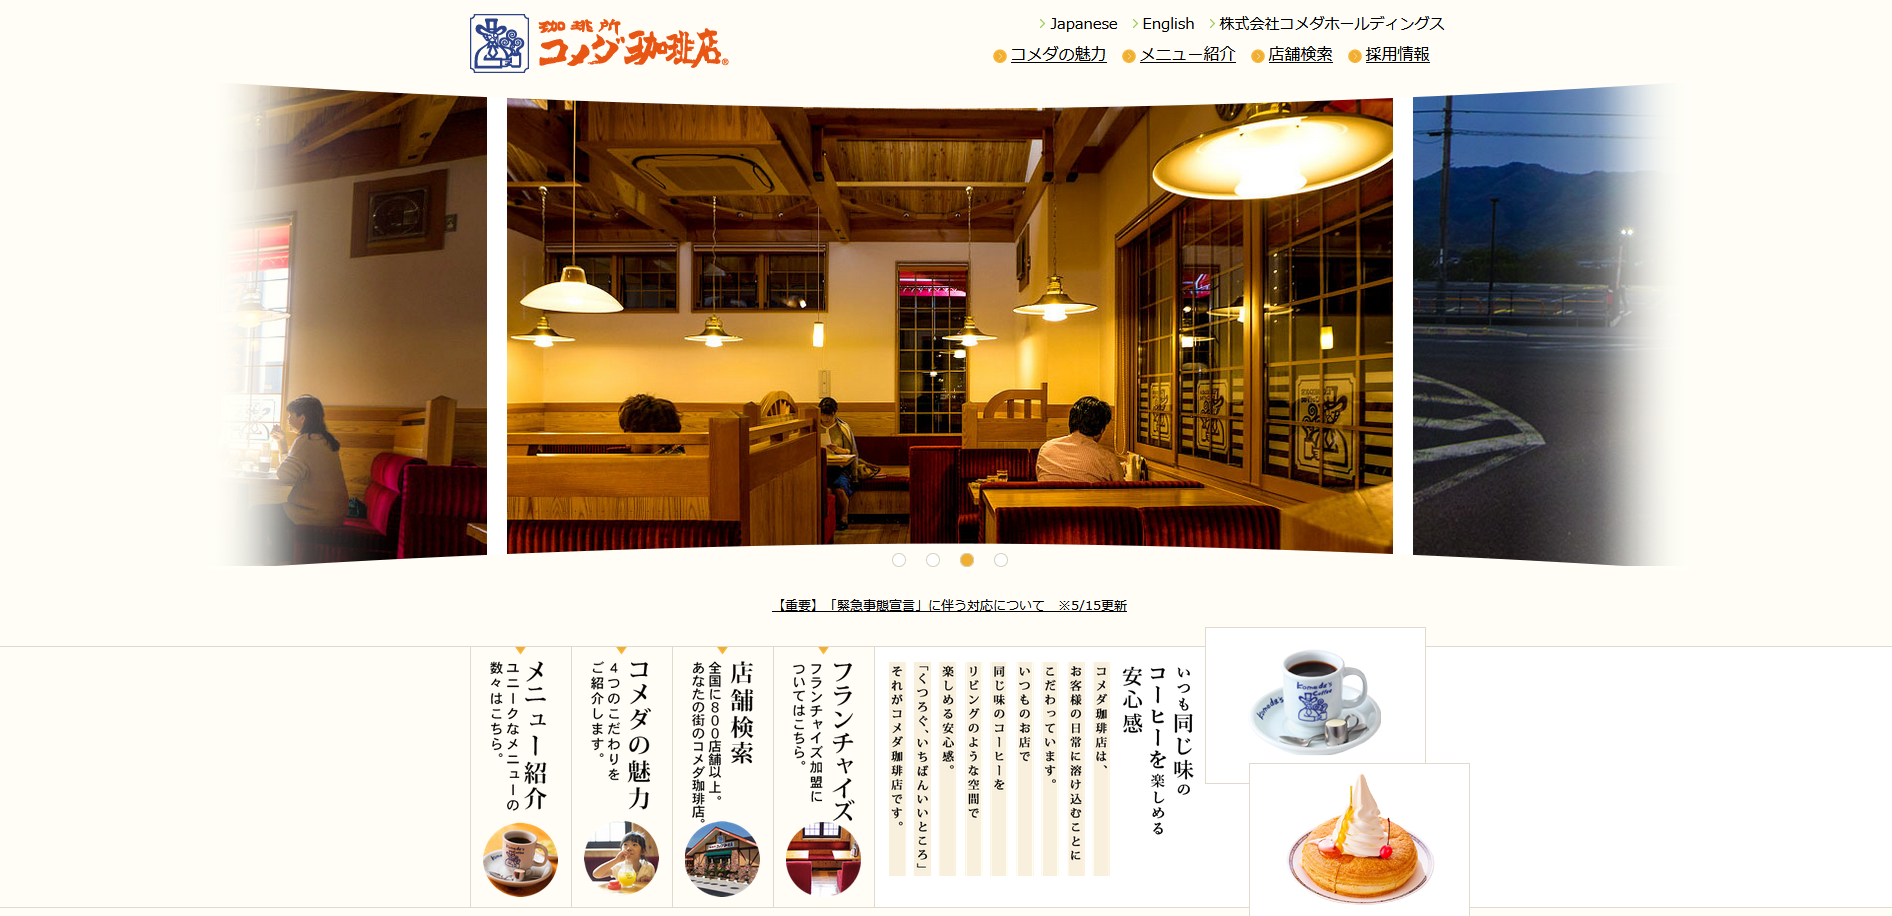 珈琲所
コメダ珈琲店
Japanese
English
株式会社コメダホールディングス
コメダの魅力
メニュー紹介
店舗検索
採用情報
【重要】「緊急事態宣言」に伴う対応について　※5/15更新
メニュー紹介
ユニークなメニューの
数々はこちら。
コメダの魅力
4つのこだわりを
ご紹介します。
店舗検索
全国に800店舗以上。
あなたの街のコメダ珈琲店。
フランチャイズ
フランチャイズ加盟に
ついてはこちら。
いつも同じ味の
コーヒーを楽しめる
安心感
コメダ珈琲店は、
お客様の日常に溶け込むことに
こだわっています。
いつものお店で
同じ味のコーヒーを
リビングのような空間で
楽しめる安心感。
「くつろぐ、いちばんいいところ」
それがコメダ珈琲店です。
Komeda's
Coffee
Komeda's